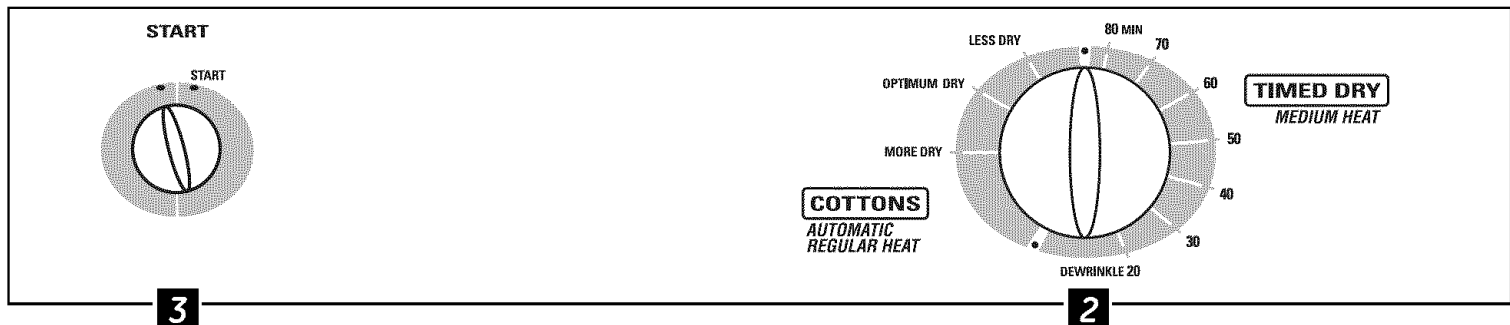 START
START
3
LESS DRY
OPTIMUM DRY
MORE DRY
COTTONS
AUTOMATIC
REGULAR HEAT
80 MIN
70
60
50
40
30
DEWRINKLE 20
TIMED DRY
MEDIUM HEAT
2